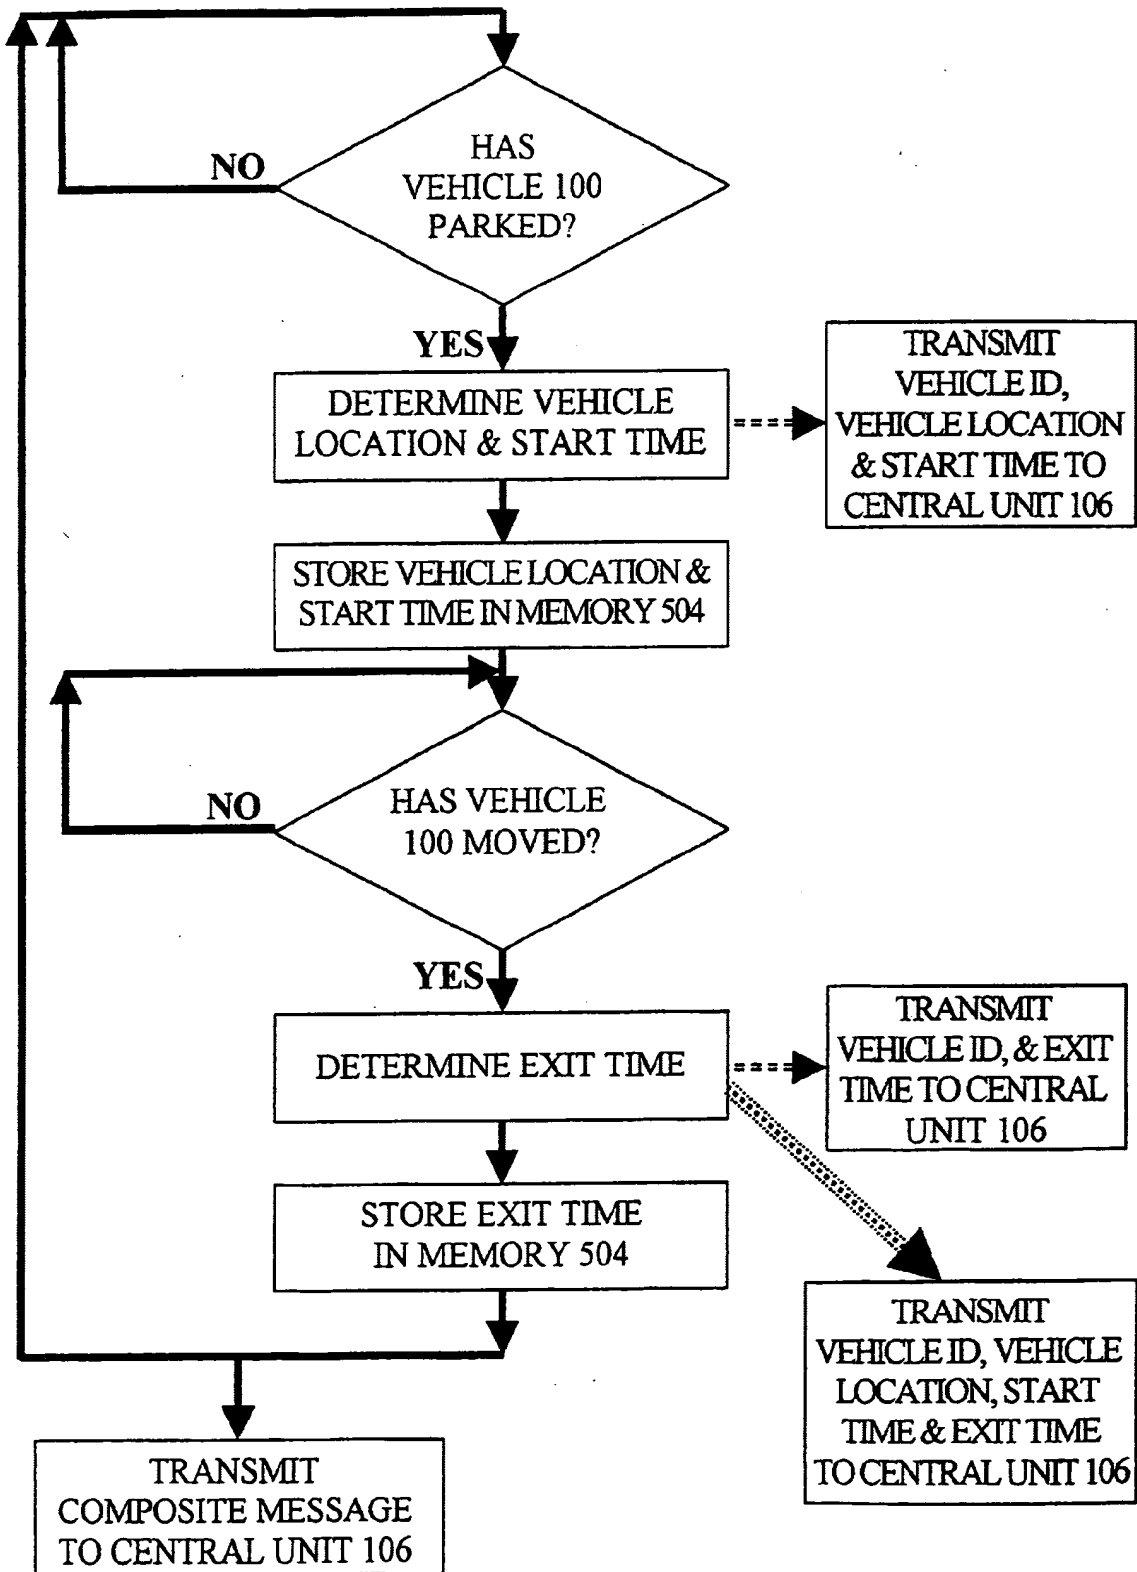 HAS
VEHICLE 100
PARKED?
NO
YES
DETERMINE VEHICLE
LOCATION & START TIME
TRANSMIT
VEHICLE ID,
VEHICLE LOCATION
& START TIME TO
CENTRAL UNIT 106
STORE VEHICLE LOCATION &
START TIME IN MEMORY 504
HAS VEHICLE
100 MOVED?
NO
YES
DETERMINE EXIT TIME
TRANSMIT
VEHICLE ID, & EXIT
TIME TO CENTRAL
UNIT 106
STORE EXIT TIME
IN MEMORY 504
TRANSMIT
VEHICLE ID, VEHICLE
LOCATION, START
TIME & EXIT TIME
TO CENTRAL UNIT 106
TRANSMIT
COMPOSITE MESSAGE
TO CENTRAL UNIT 106